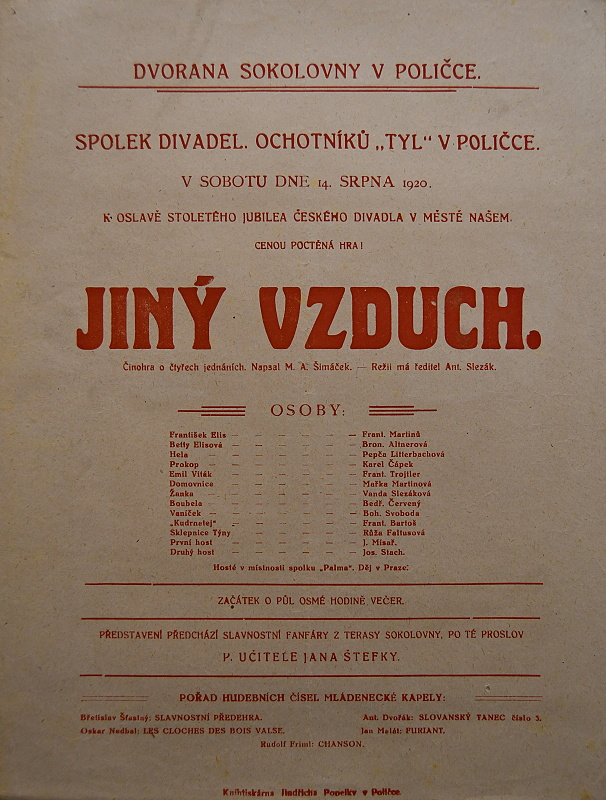 DVORANA SOKOLOVNY V POLIČCE.
SPOLEK DIVADEL. OCHOTNÍKŮ „TYL“ V POLIČCE.
V SOBOTU DNE 14. SRPNA 1920.
K OSLAVĚ STOLETÉHO JUBILEA ČESKÉHO DIVADLA V MĚSTĚ NAŠEM.
CENOU POCTĚNÁ HRA!
JINÝ VZDUCH.
Činohra o čtyřech jednáních. Napsal M. A. Šimáček. — Režii má ředitel Ant. Slezák.
OSOBY:
František Elis — — — — — — Frant. Martinů
Betty Elisová — — — — — — Bron. Altnerová
Hela — — — — — — Pepča Litterbachová
Prokop — — — — — — Karel Čápek
Emil Viták — — — — — — Frant. Trojtler
Domovnice — — — — — — Mařka Martinová
Žanka — — — — — — Vanda Slezáková
Boubela — — — — — — Bedř. Červený
Vaníček — — — — — — Boh. Svoboda
„Kudrnatej“ — — — — — — Frant. Bartoš
Sklepnice Týny — — — — — — Růža Faltusová
První host — — — — — — J. Misař.
Druhý host — — — — — — Jos. Stach.
Hosté v místnosti spolku „Palma“. Děj v Praze.
ZAČÁTEK O PŮL OSMÉ HODINĚ VEČER.
PŘEDSTAVENÍ PŘEDCHÁZÍ SLAVNOSTNÍ FANFÁRY Z TERASY SOKOLOVNY, PO TÉ PROSLOV
P. UČITELE JANA ŠTEFKY.
POŘAD HUDEBNÍCH ČÍSEL MLÁDENECKÉ KAPELY:
Břetislav Šťastný: SLAVNOSTNÍ PŘEDEHRA. Ant. Dvořák: SLOVANSKÝ TANEC číslo 3.
Oskar Nedbal: LES CLOCHES DES BOIS VALSE. Jan Malát: FURIANT.
Rudolf Friml: CHANSON.
Knihtiskárna Jindřicha Popelky v Poličce.